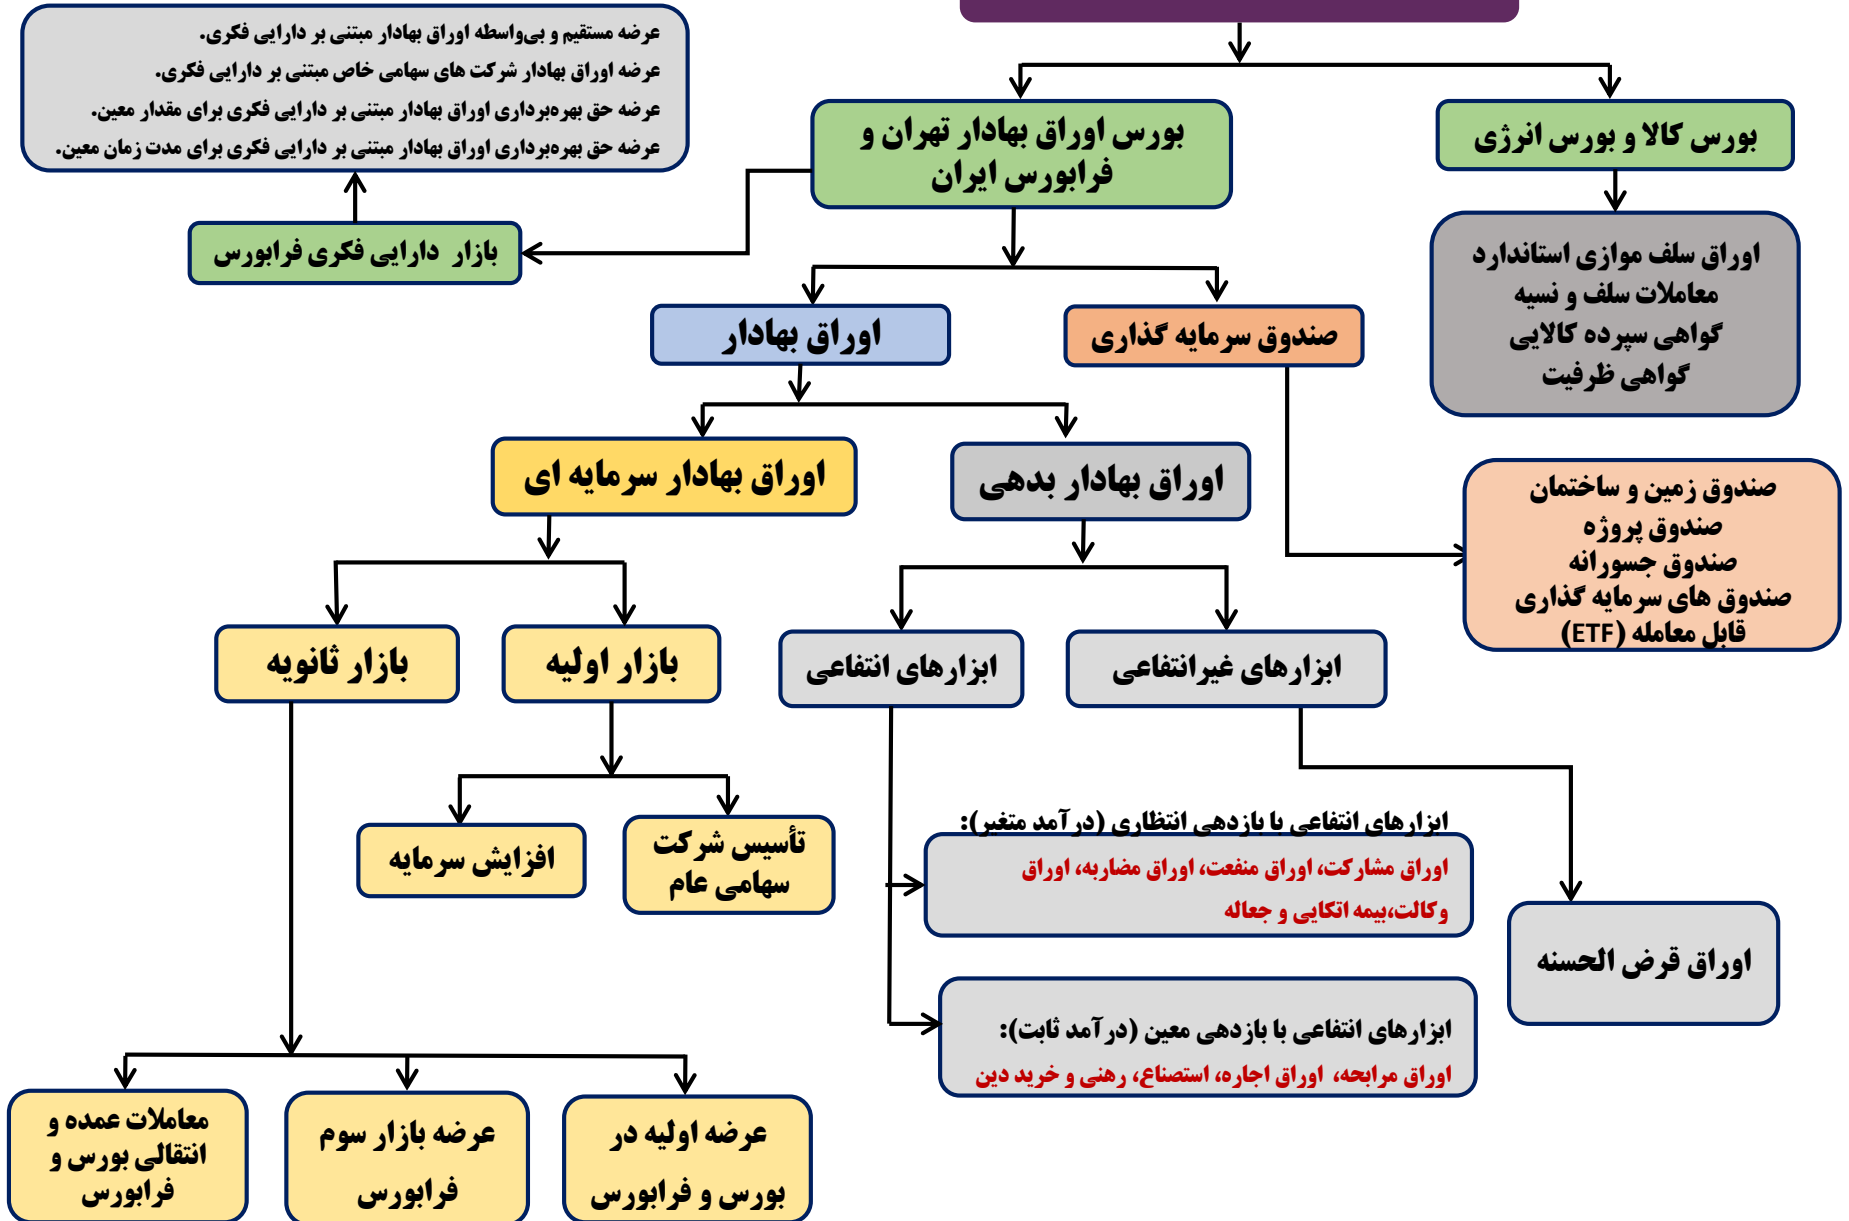 عرضه مستقیم و بی‌واسطه اوراق بهادار مبتنی بر دارایی فکری.
عرضه اوراق بهادار شرکت های سهامی خاص مبتنی بر دارایی فکری.
عرضه حق بهره‌برداری اوراق بهادار مبتنی بر دارایی فکری برای مقدار معین.
عرضه حق بهره‌برداری اوراق بهادار مبتنی بر دارایی فکری برای مدت زمان معین.
بورس کالا و بورس انرژی
بورس اوراق بهادار تهران و
فرابورس ایران
بازار دارایی فکری فرابورس
اوراق سلف موازی استاندارد
معاملات سلف و نسیه
گواهی سپرده کالایی
گواهی ظرفیت
صندوق سرمایه گذاری
اوراق بهادار
صندوق زمین و ساختمان
صندوق پروژه
صندوق جسورانه
صندوق های سرمایه گذاری
قابل معامله (ETF)
اوراق بهادار بدهی
اوراق بهادار سرمایه ای
ابزارهای غیرانتفاعی
ابزارهای انتفاعی
بازار اولیه
بازار ثانویه
تأسیس شرکت
سهامی عام
افزایش سرمایه
ابزارهای انتفاعی با بازدهی انتظاری (درآمد متغیر):
اوراق مشارکت، اوراق منفعت، اوراق مضاربه، اوراق
وکالت،بیمه اتکایی و جعاله
اوراق قرض الحسنه
ابزارهای انتفاعی با بازدهی معین (درآمد ثابت):
اوراق مرابحه، اوراق اجاره، استصناع، رهنی و خرید دین
عرضه اولیه در
بورس و فرابورس
عرضه بازار سوم
فرابورس
معاملات عمده و
انتقالی بورس و
فرابورس